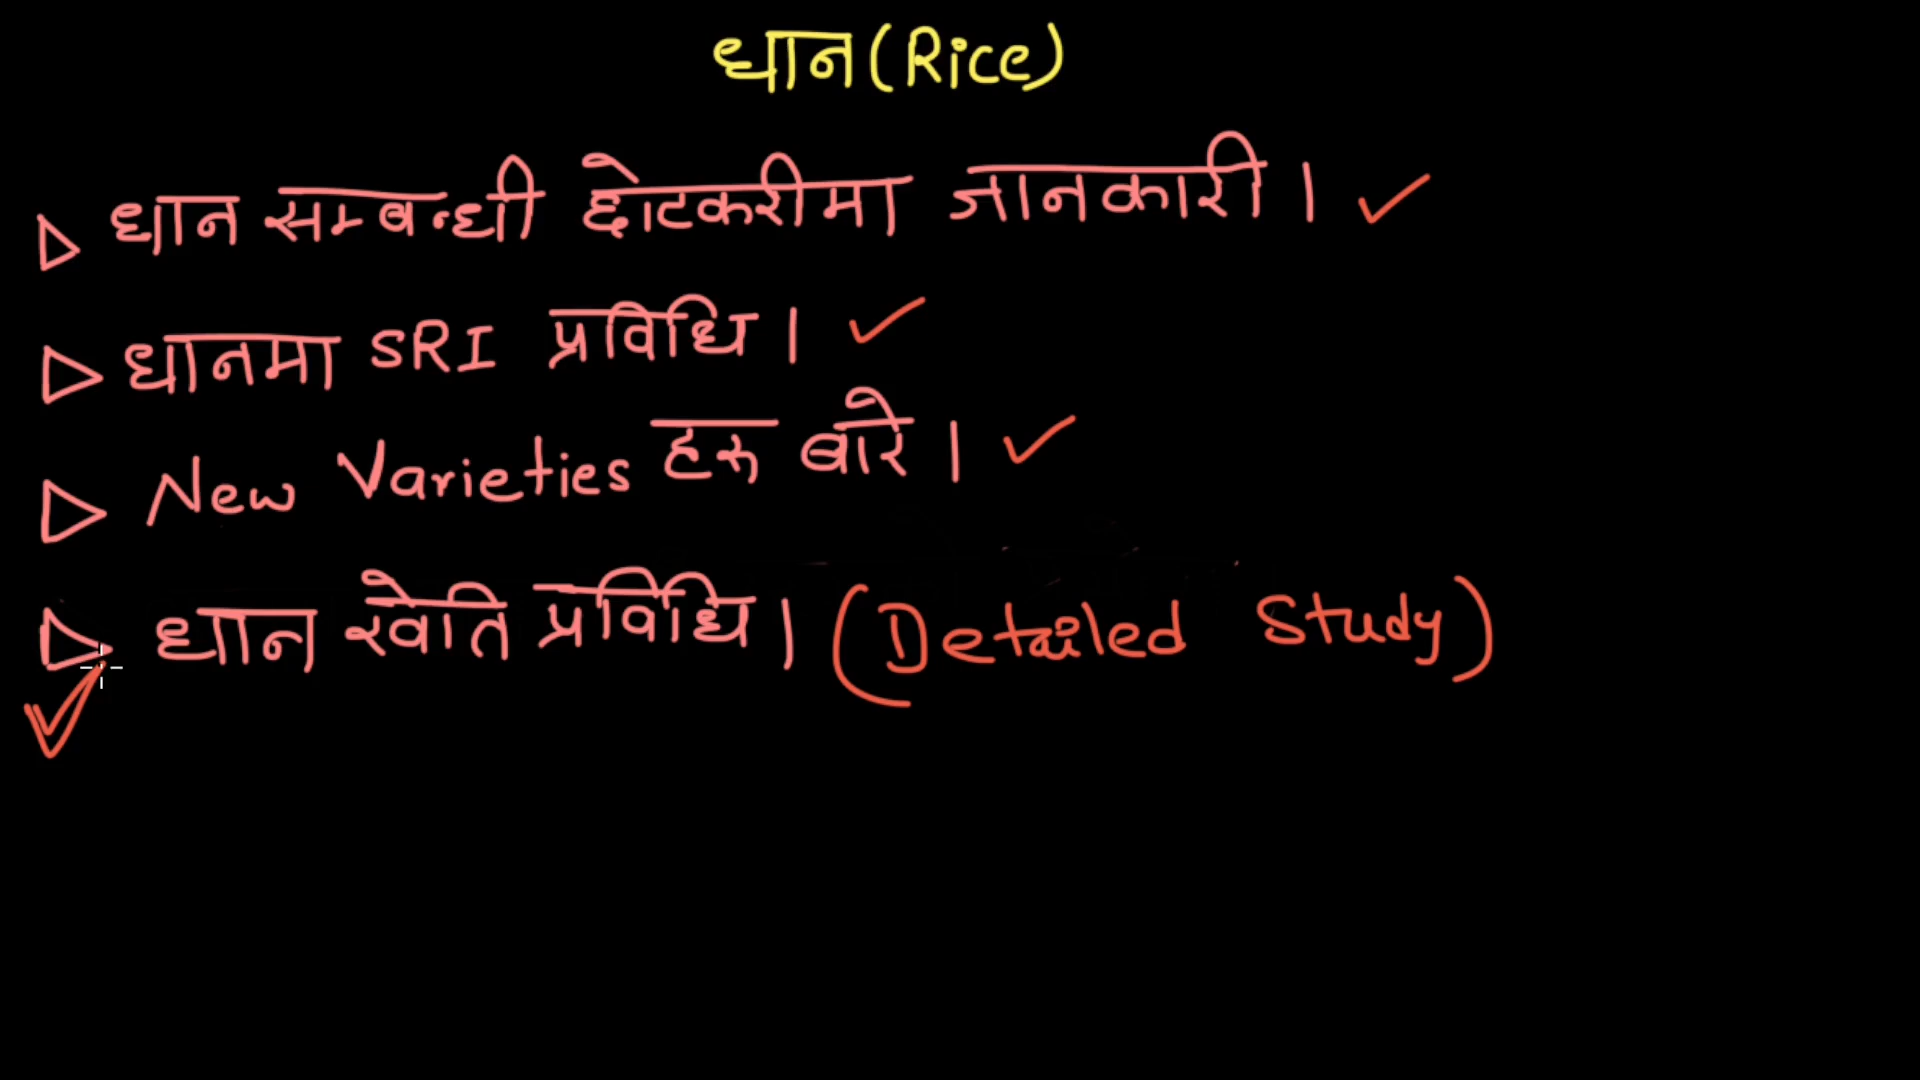 धान (Rice)
▷ धान सम्बन्धी छोटकरीमा जानकारी । ✓
▷ धानमा SRI प्रविधि । ✓
▷ New Varieties हरु बारे । ✓
▷ धान खेति प्रविधि । (Detailed Study)
✓